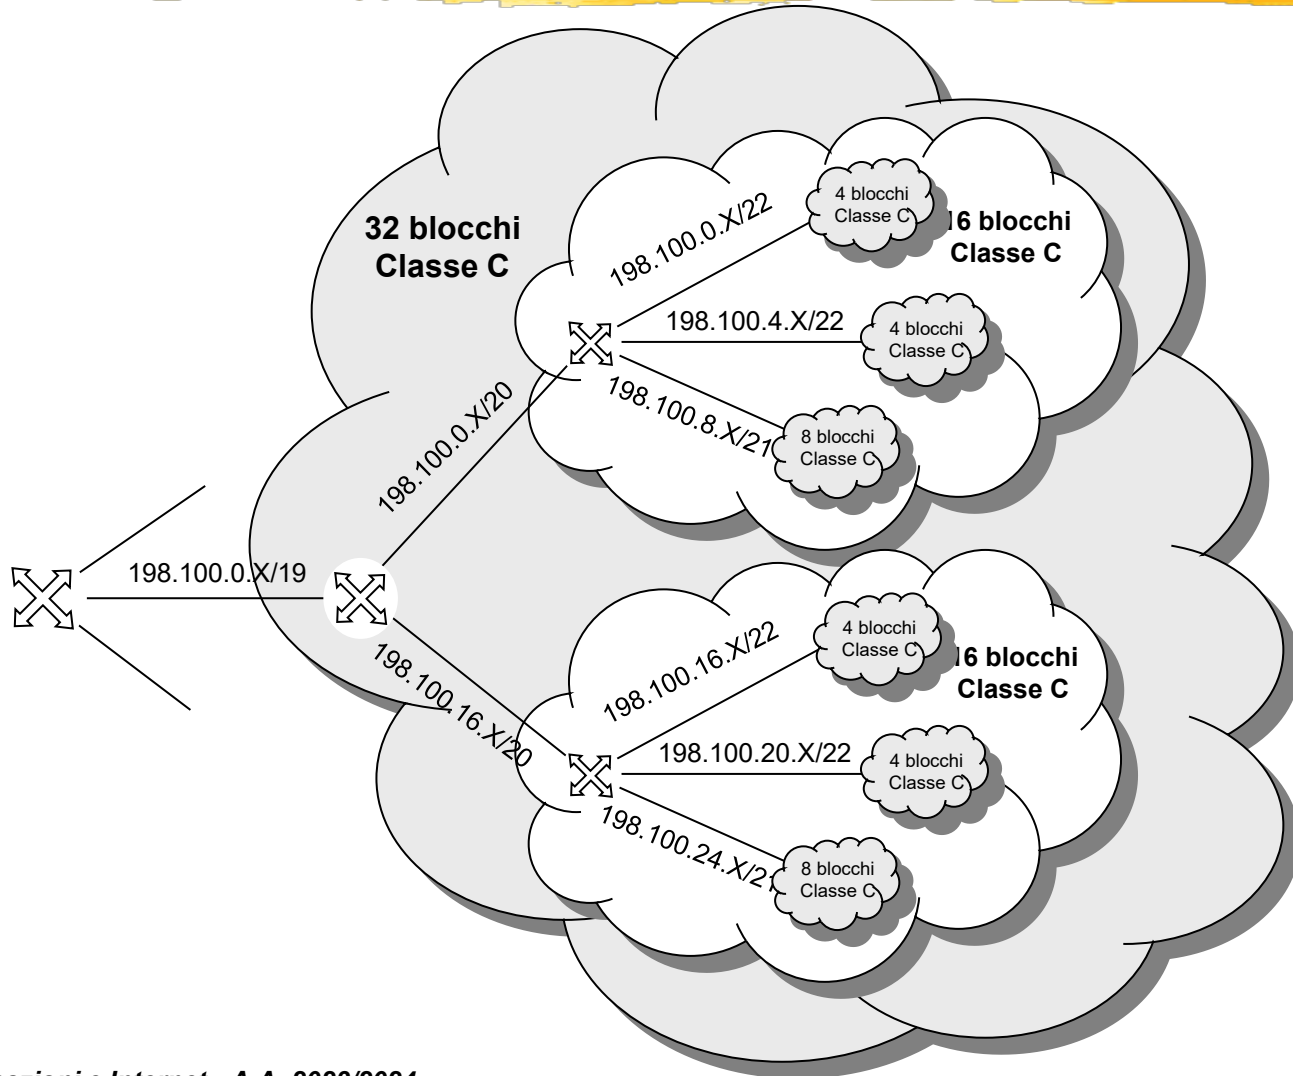 32 blocchi
Classe C
198.100.0.X/22
4 blocchi
Classe C
16 blocchi
Classe C
198.100.4.X/22
4 blocchi
Classe C
198.100.8.X/21
8 blocchi
Classe C
198.100.0.X/20
198.100.0.X/19
198.100.16.X/20
198.100.16.X/22
4 blocchi
Classe C
16 blocchi
Classe C
198.100.20.X/22
4 blocchi
Classe C
198.100.24.X/21
8 blocchi
Classe C